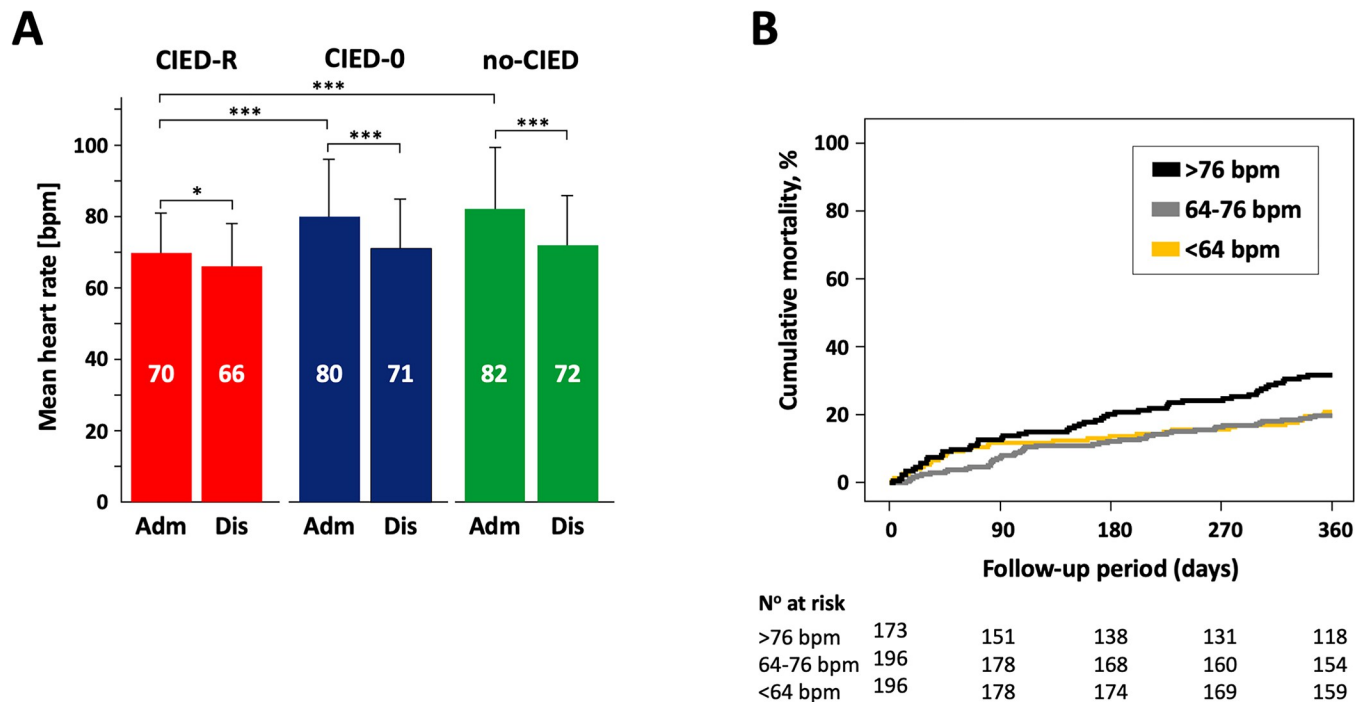 A
CIED-R CIED-0 no-CIED
***
***
***
***
*
Mean heart rate [bpm]
100
80
60
40
20
0
70 66 80 71 82 72
Adm Dis Adm Dis Adm Dis
B
Cumulative mortality, %
100
80
60
40
20
0
>76 bpm
64-76 bpm
<64 bpm
0 90 180 270 360
Follow-up period (days)
Nº at risk
>76 bpm 173 151 138 131 118
64-76 bpm 196 178 168 160 154
<64 bpm 196 178 174 169 159